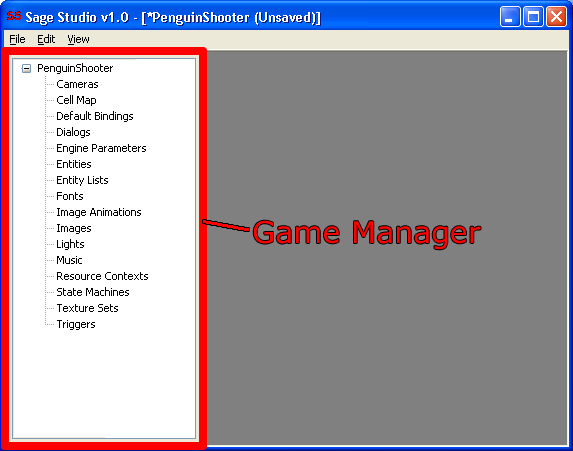 SS Sage Studio v1.0 - [*PenguinShooter (Unsaved)]
File Edit View
PenguinShooter
Cameras
Cell Map
Default Bindings
Dialogs
Engine Parameters
Entities
Entity Lists
Fonts
Image Animations
Images
Lights
Music
Resource Contexts
State Machines
Texture Sets
Triggers
Game Manager